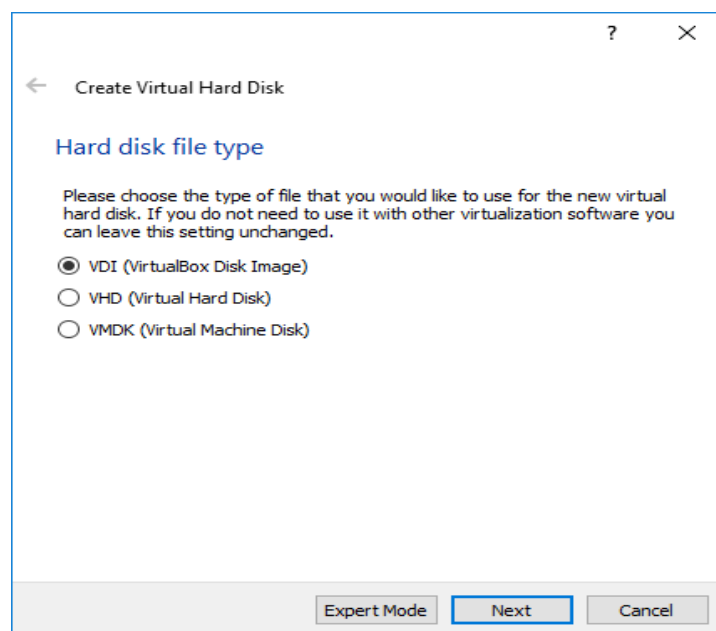 ?
Create Virtual Hard Disk
Hard disk file type
Please choose the type of file that you would like to use for the new virtual
hard disk. If you do not need to use it with other virtualization software you
can leave this setting unchanged.
VDI (VirtualBox Disk Image)
VHD (Virtual Hard Disk)
VMDK (Virtual Machine Disk)
Expert Mode Next Cancel